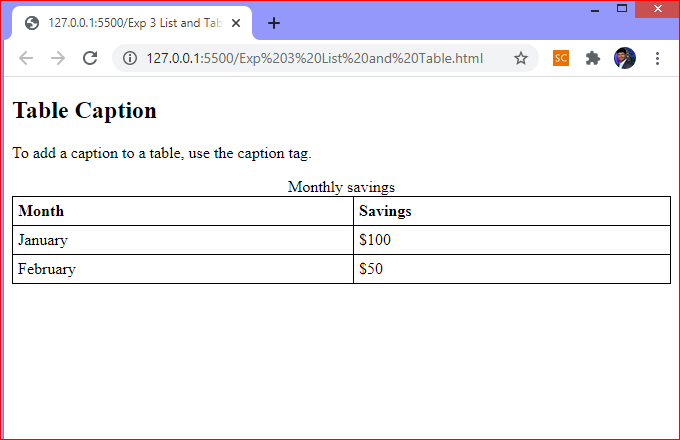 127.0.0.1:5500/Exp 3 List and Tab
127.0.0.1:5500/Exp%203%20List%20and%20Table.html
SC
Table Caption
To add a caption to a table, use the caption tag.
Monthly savings
Month Savings
January $100
February $50